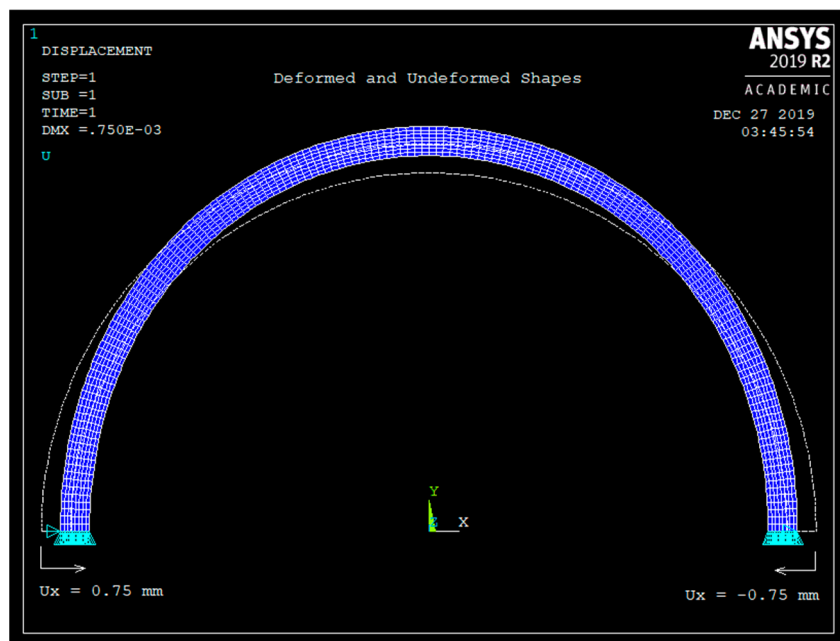 1
DISPLACEMENT
STEP=1
SUB =1
TIME=1
DMX =.750E-03
U
Deformed and Undeformed Shapes
ANSYS
2019 R2
ACADEMIC
DEC 27 2019
03:45:54
Y
X
Ux = 0.75 mm
Ux = -0.75 mm